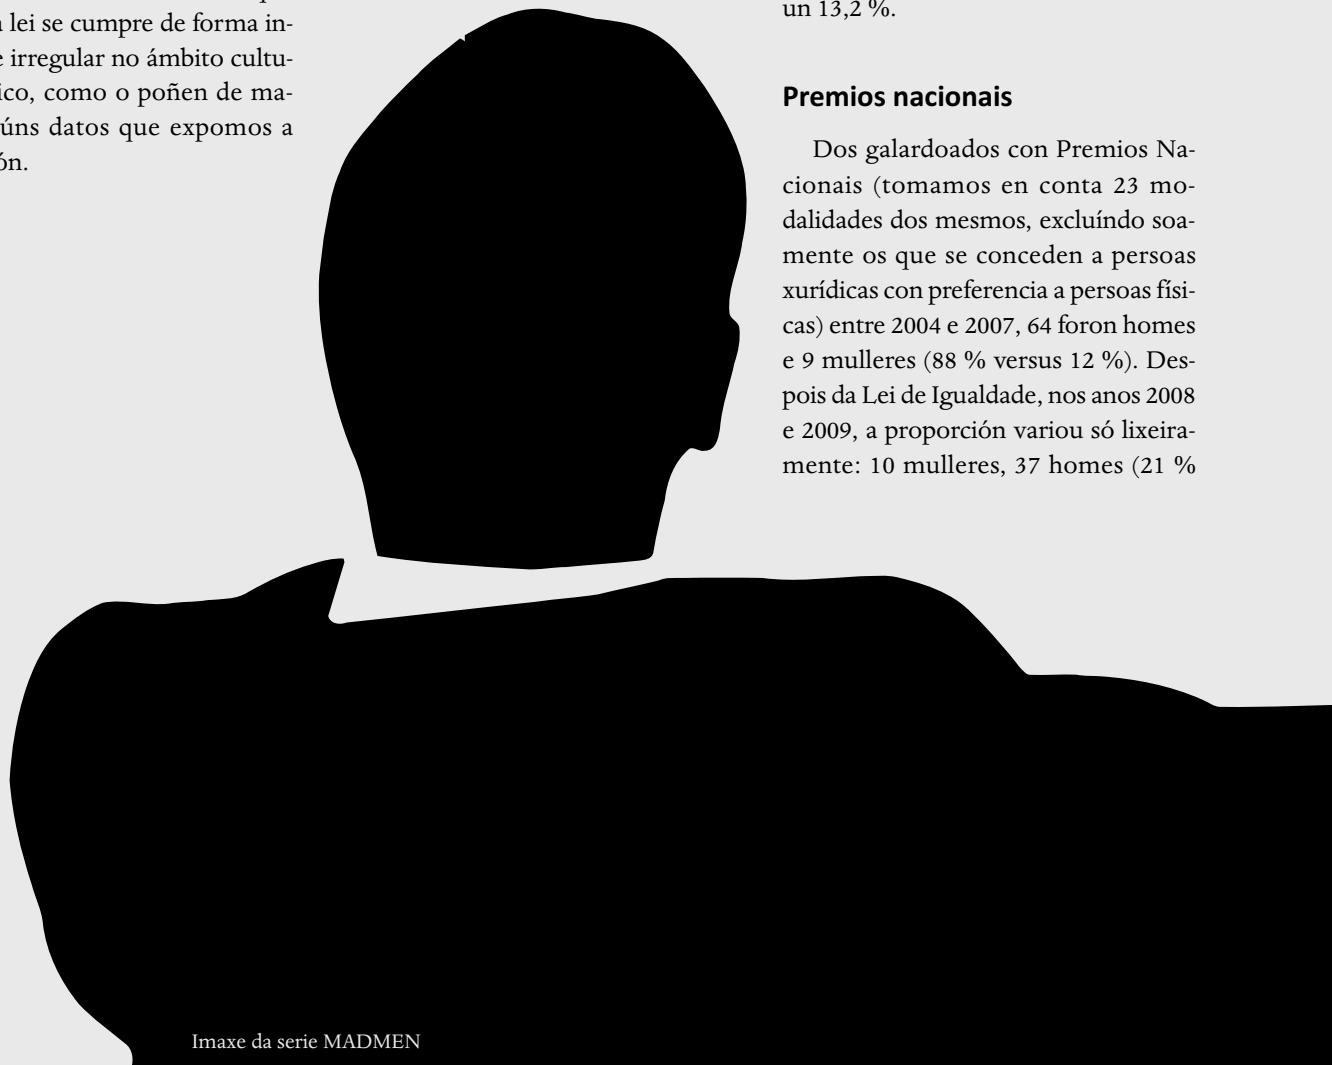 a lei se cumpre de forma in-
e irregular no ámbito cultu-
ico, como o poñen de ma-
úns datos que expomos a
ón.
un 13,2 %.
Premios nacionais
Dos galardoados con Premios Na-
cionais (tomamos en conta 23 mo-
dalidades dos mesmos, excluíndo soa-
mente os que se conceden a persoas
xurídicas con preferencia a persoas físi-
cas) entre 2004 e 2007, 64 foron homes
e 9 mulleres (88 % versus 12 %). Des-
pois da Lei de Igualdade, nos anos 2008
e 2009, a proporción variou só lixeira-
mente: 10 mulleres, 37 homes (21 %
Imaxe da serie MADMEN